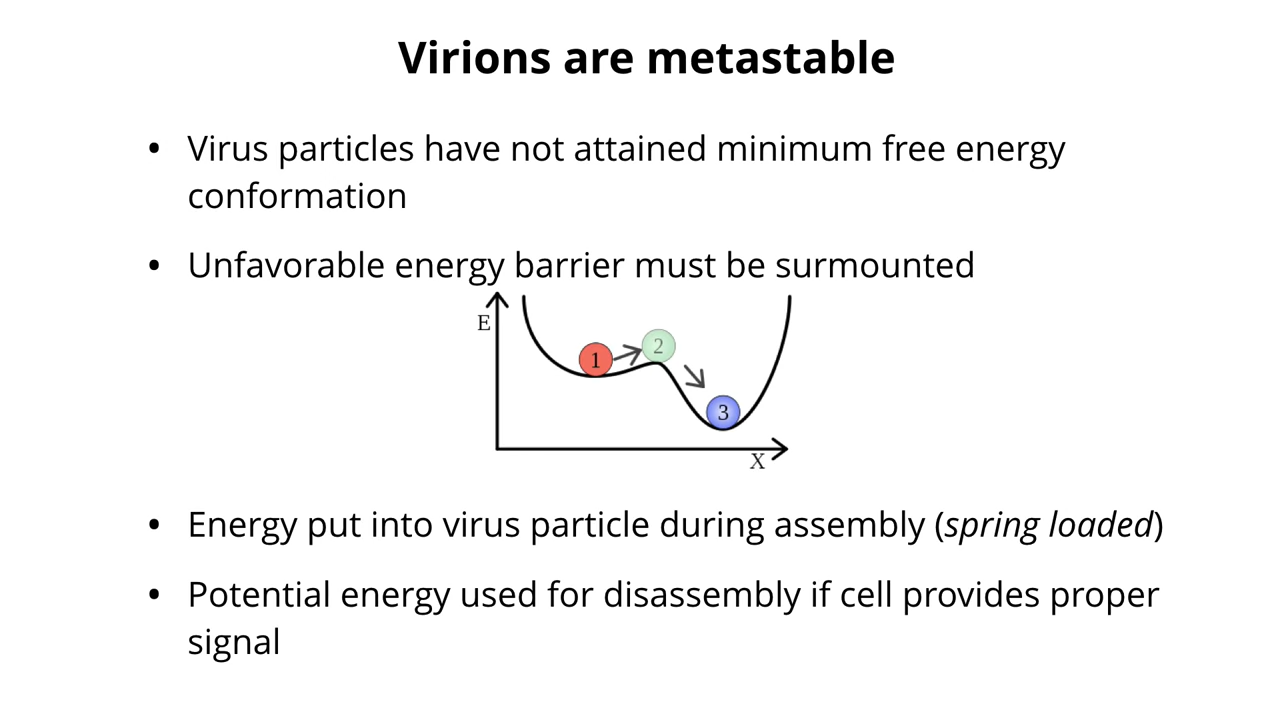 Virions are metastable
• Virus particles have not attained minimum free energy
conformation
• Unfavorable energy barrier must be surmounted
E
1
2
3
X
• Energy put into virus particle during assembly (spring loaded)
• Potential energy used for disassembly if cell provides proper
signal